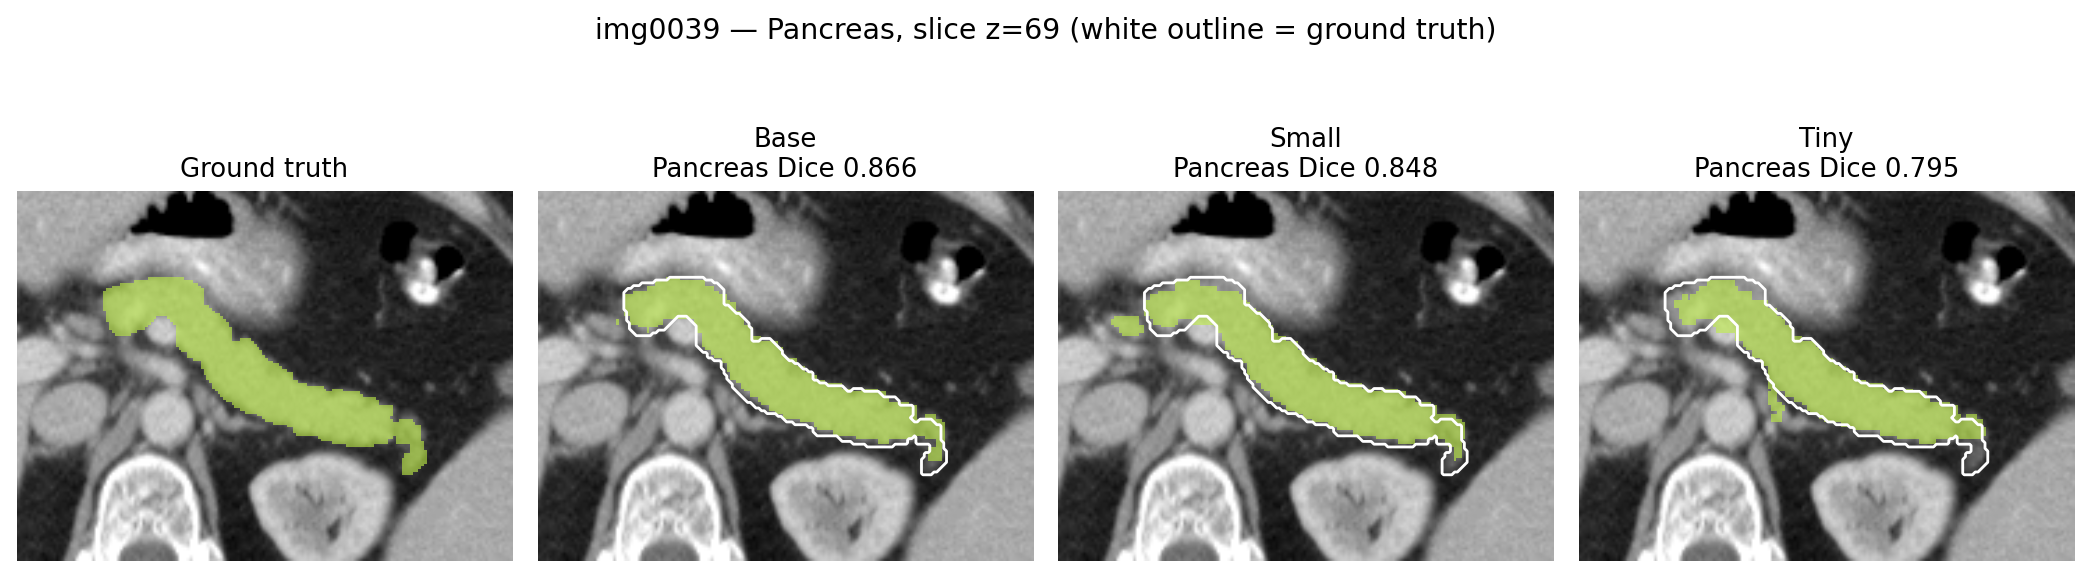 img0039 — Pancreas, slice z=69 (white outline = ground truth)
Ground truth
Base
Pancreas Dice 0.866
Small
Pancreas Dice 0.848
Tiny
Pancreas Dice 0.795